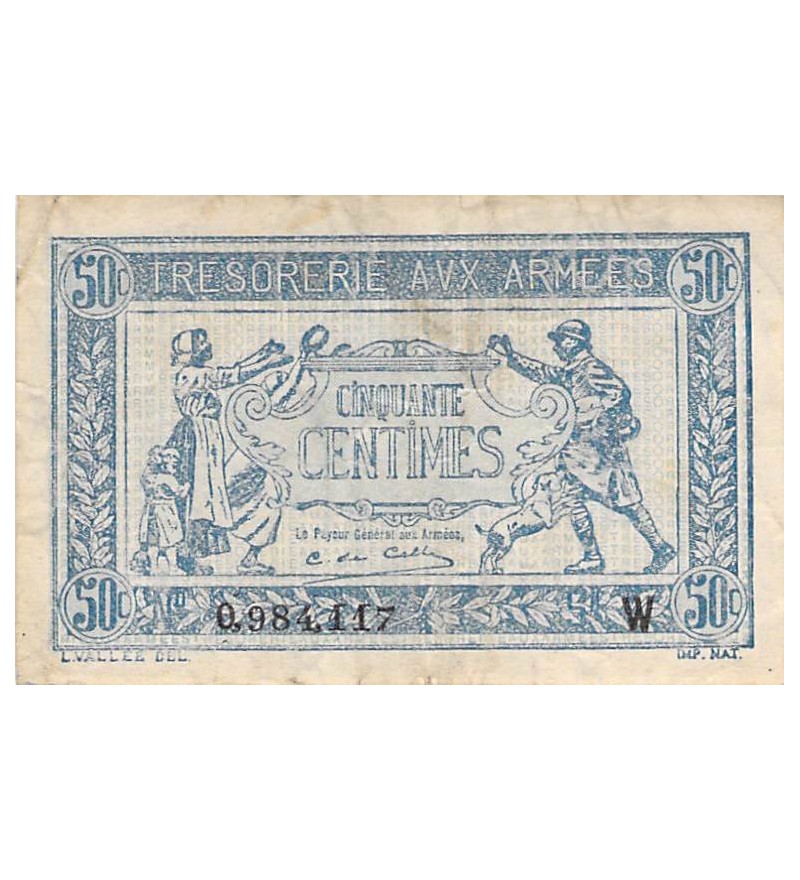 50c TRESORERIE AVX ARMEES 50c
CINQUANTE
CENTIMES
Le Payeur Général aux Armées,
50c 0.984,117 W 50c
L.VALLÉE DEL. IMP. NAT.